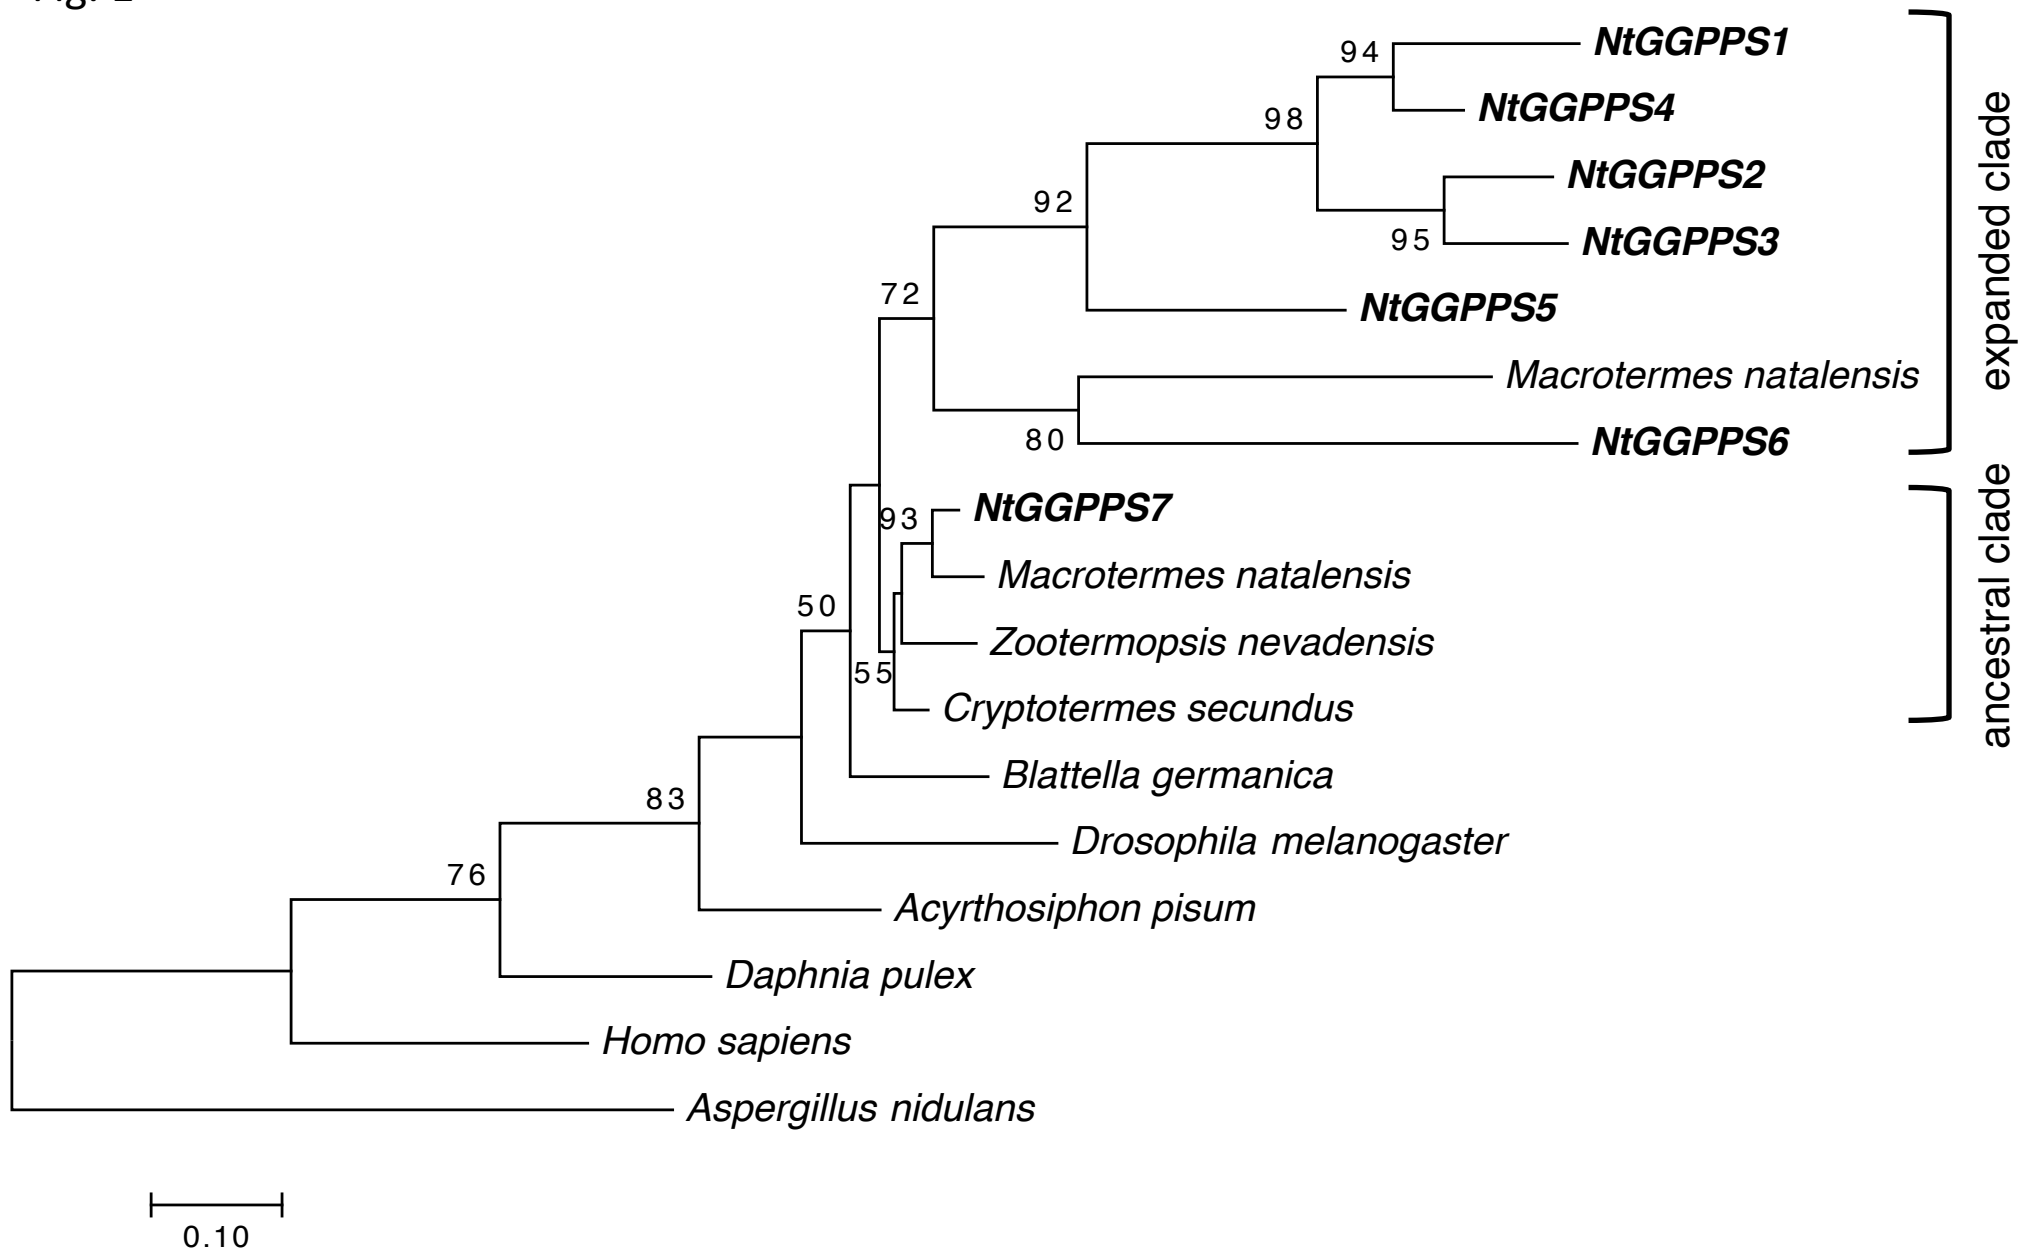 94
NtGGPPS1
NtGGPPS4
98
NtGGPPS2
92
95
NtGGPPS3
72
NtGGPPS5
Macrotermes natalensis
80
NtGGPPS6
expanded clade
93
NtGGPPS7
Macrotermes natalensis
50
Zootermopsis nevadensis
55
Cryptotermes secundus
ancestral clade
Blattella germanica
83
Drosophila melanogaster
76
Acyrthosiphon pisum
Daphnia pulex
Homo sapiens
Aspergillus nidulans
0.10